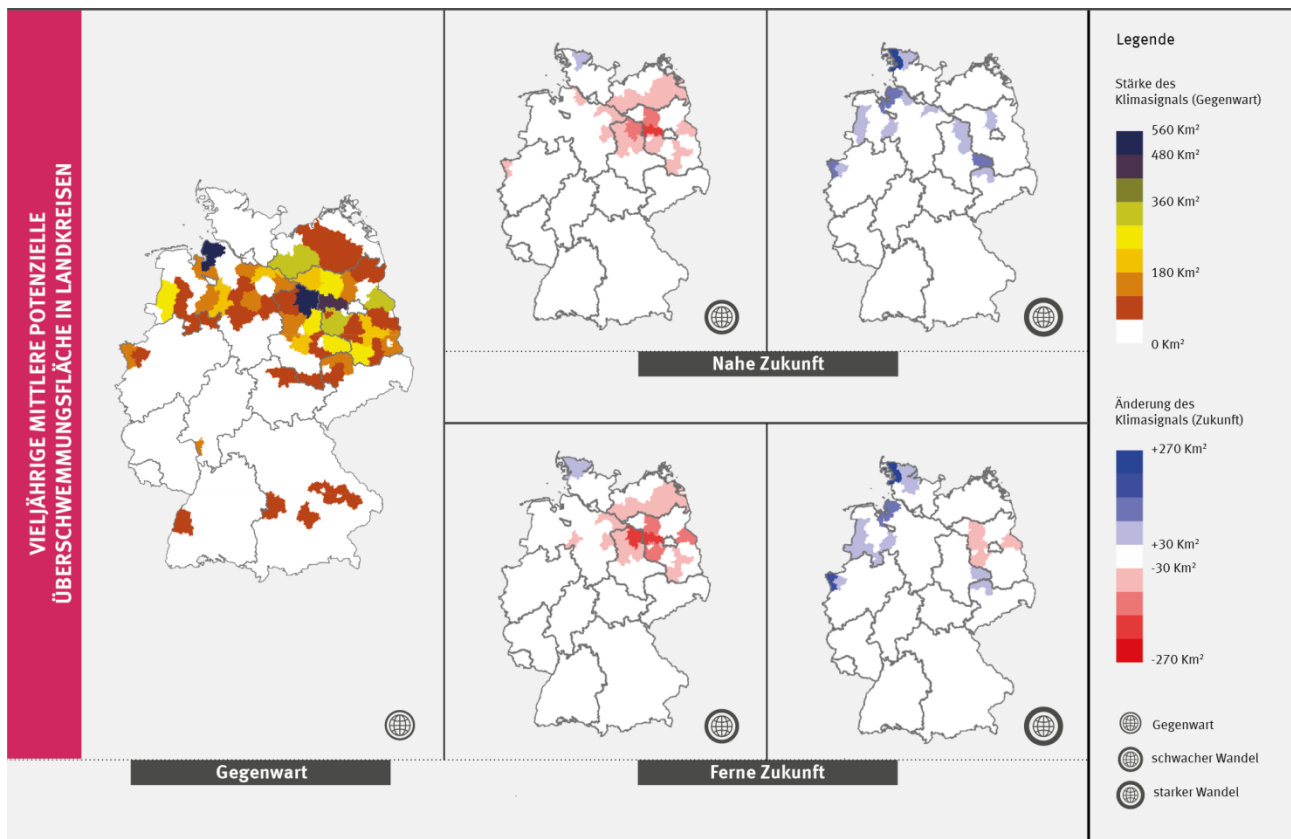 VIELJÄHRIGE MITTLERE POTENZIELLE
ÜBERSCHWEMMUNGSFLÄCHE IN LANDKREISEN
Gegenwart
Nahe Zukunft
Ferne Zukunft
Legende
Stärke des
Klimasignals (Gegenwart)
560 Km²
480 Km²
360 Km²
180 Km²
0 Km²
Änderung des
Klimasignals (Zukunft)
+270 Km²
+30 Km²
-30 Km²
-270 Km²
Gegenwart
schwacher Wandel
starker Wandel